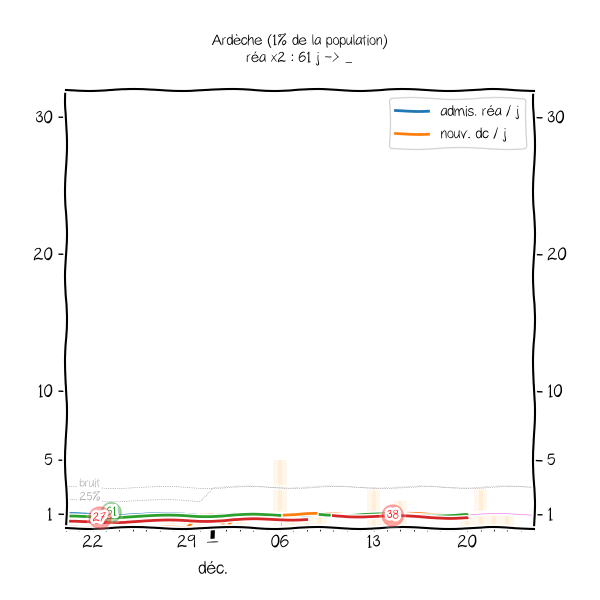 Ardèche (1% de la population)
réa x2 : 61 j -> _
admis. réa / j
nouv. dc / j
30 30
20 20
10 10
5 5
bruit
25%
1 27 61 38 1
22 29 1 06 13 20
déc.